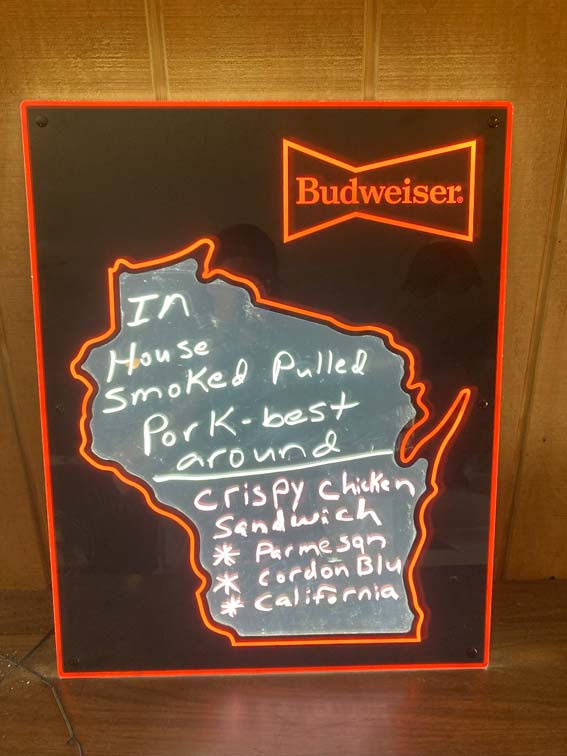 Budweiser®
In
House
Smoked Pulled
Pork-best
around
Crispy Chicken
Sandwich
* Parmesan
* Cordon Blu
* California